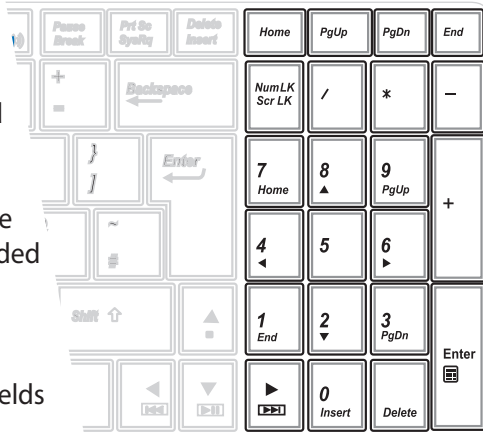 Pause Prt Sc Delete Home PgUp PgDn End
Break SysRq Insert
+ Backspace NumLK / * –
= Scr LK
} Enter 7 8 9 +
] Home ▲ PgUp
~ 4 5 6
# ◄ ►
ded
Shift ⇧ ▲ 1 2 3 Enter
End ▼ PgDn
elds ◄ ▼ ► 0
Insert Delete